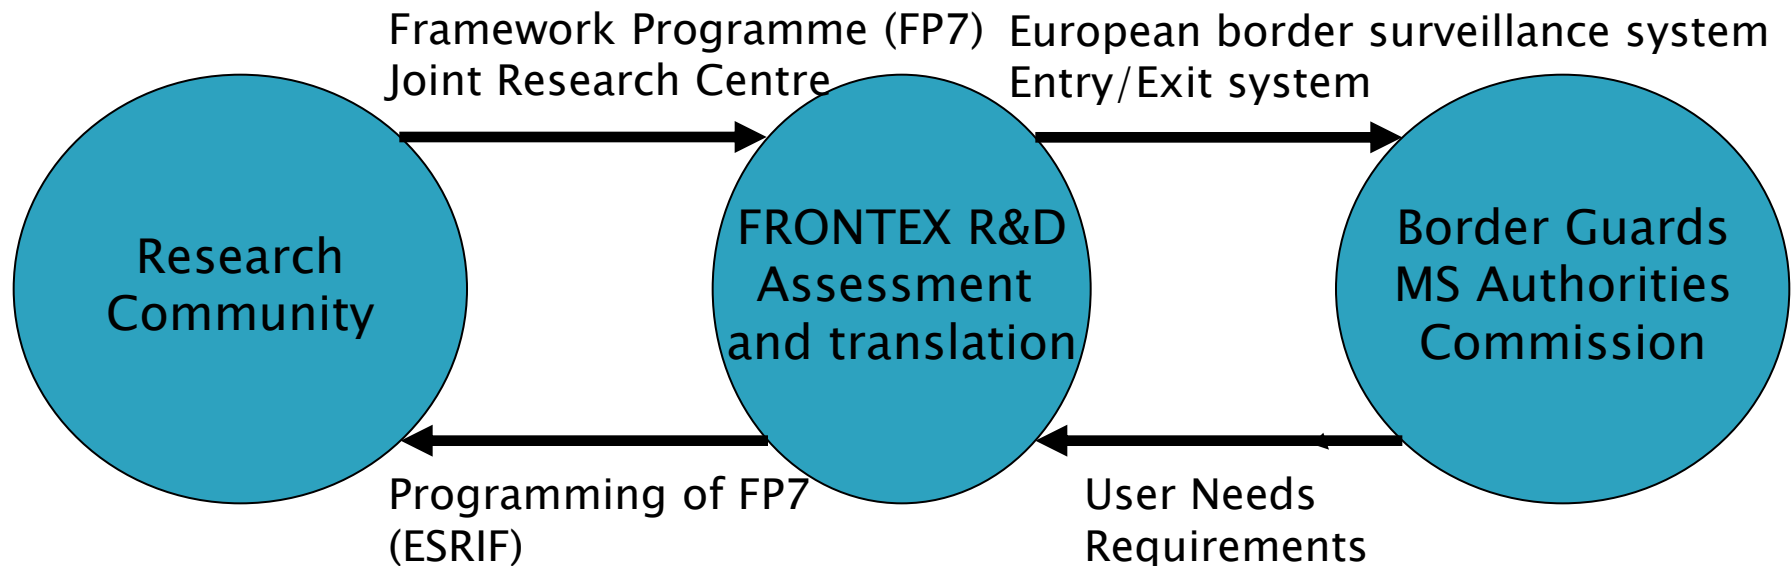 Framework Programme (FP7)
Joint Research Centre
European border surveillance system
Entry/Exit system
Research
Community
FRONTEX R&D
Assessment
and translation
Border Guards
MS Authorities
Commission
Programming of FP7
(ESRIF)
User Needs
Requirements